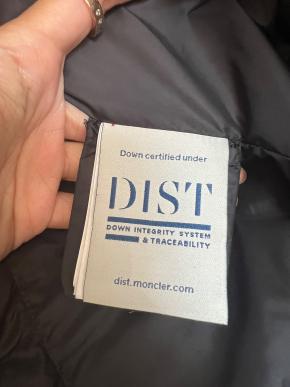 Down certified under
DIST
DOWN INTEGRITY SYSTEM
& TRACEABILITY
dist.moncler.com